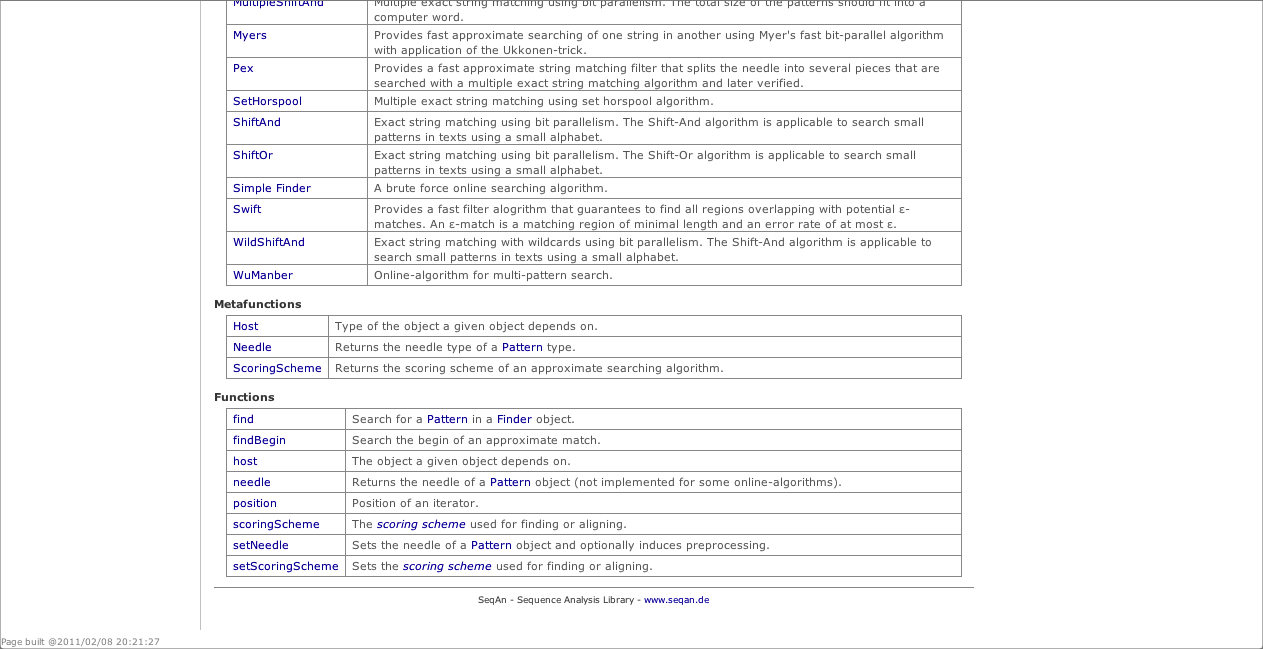 MultipleShiftAnd Multiple exact string matching using bit parallelism. The total size of the patterns should fit into a
computer word.
Myers Provides fast approximate searching of one string in another using Myer's fast bit-parallel algorithm
with application of the Ukkonen-trick.
Pex Provides a fast approximate string matching filter that splits the needle into several pieces that are
searched with a multiple exact string matching algorithm and later verified.
SetHorspool Multiple exact string matching using set horspool algorithm.
ShiftAnd Exact string matching using bit parallelism. The Shift-And algorithm is applicable to search small
patterns in texts using a small alphabet.
ShiftOr Exact string matching using bit parallelism. The Shift-Or algorithm is applicable to search small
patterns in texts using a small alphabet.
Simple Finder A brute force online searching algorithm.
Swift Provides a fast filter alogrithm that guarantees to find all regions overlapping with potential ε-
matches. An ε-match is a matching region of minimal length and an error rate of at most ε.
WildShiftAnd Exact string matching with wildcards using bit parallelism. The Shift-And algorithm is applicable to
search small patterns in texts using a small alphabet.
WuManber Online-algorithm for multi-pattern search.
Metafunctions
Host Type of the object a given object depends on.
Needle Returns the needle type of a Pattern type.
ScoringScheme Returns the scoring scheme of an approximate searching algorithm.
Functions
find Search for a Pattern in a Finder object.
findBegin Search the begin of an approximate match.
host The object a given object depends on.
needle Returns the needle of a Pattern object (not implemented for some online-algorithms).
position Position of an iterator.
scoringScheme The scoring scheme used for finding or aligning.
setNeedle Sets the needle of a Pattern object and optionally induces preprocessing.
setScoringScheme Sets the scoring scheme used for finding or aligning.
SeqAn - Sequence Analysis Library - www.seqan.de
Page built @2011/02/08 20:21:27